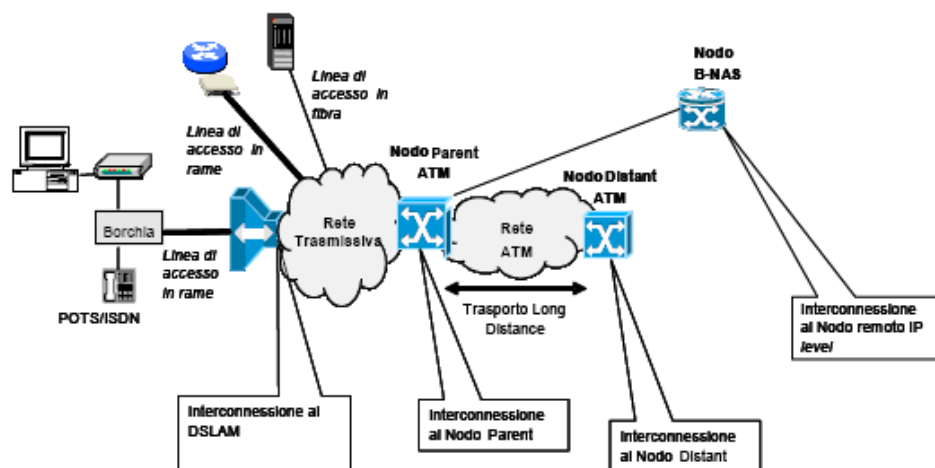 Nodo
B-NAS
Linea di
accesso in
fibra
Linea di
accesso in
rame
Nodo Parent
ATM
Nodo Distant
ATM
Rete
Trasmissiva
Rete
ATM
Borchia
Linea di
accesso
in rame
POTS/ISDN
Trasporto Long
Distance
Interconnessione
al Nodo remoto IP
level
Interconnessione al
DSLAM
Interconnessione
al Nodo Parent
Interconnessione
al Nodo Distant